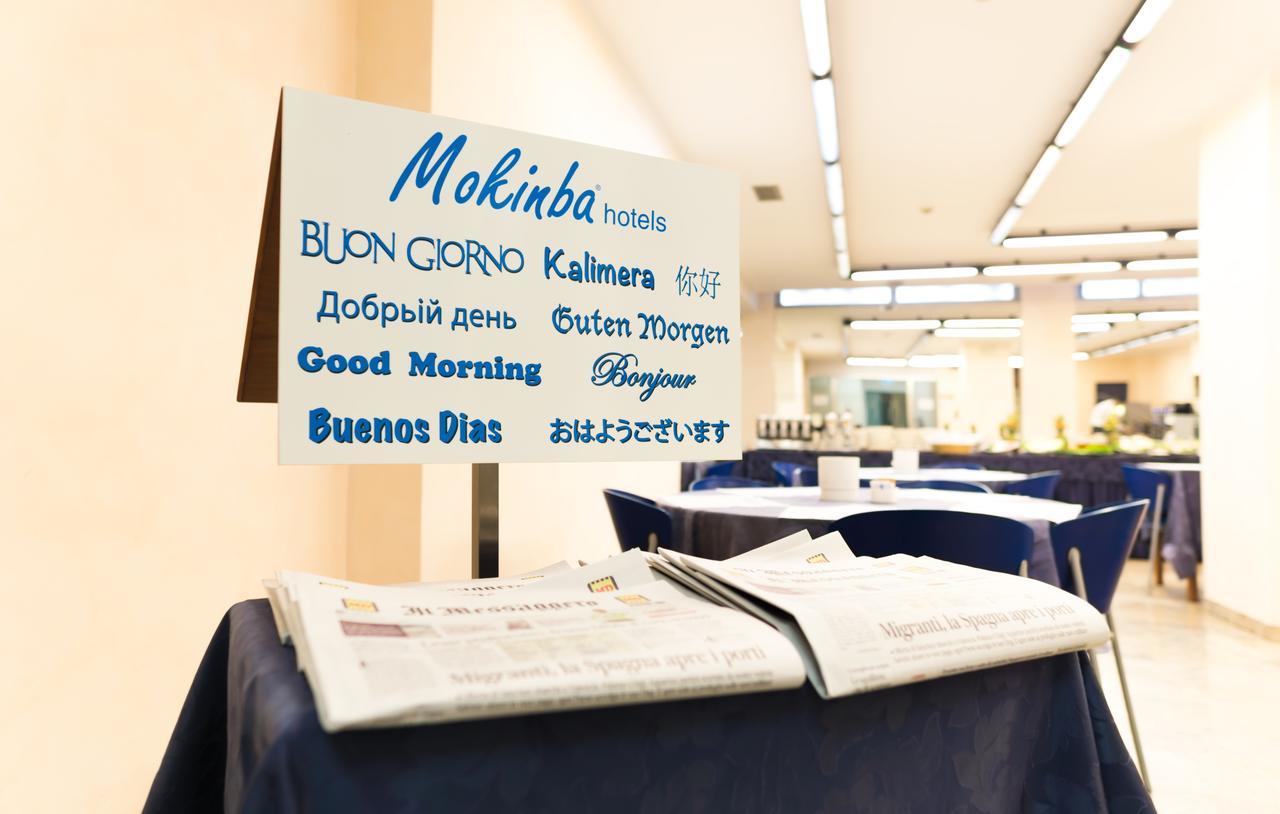 Mokinba® hotels
BUON GIORNO Kalimera 你好
Добрый день Guten Morgen
Good Morning Bonjour
Buenos Dias おはようございます
Il Messaggero
Migranti, la Spagna apre i porti
Migranti, la Spagna apre i porti